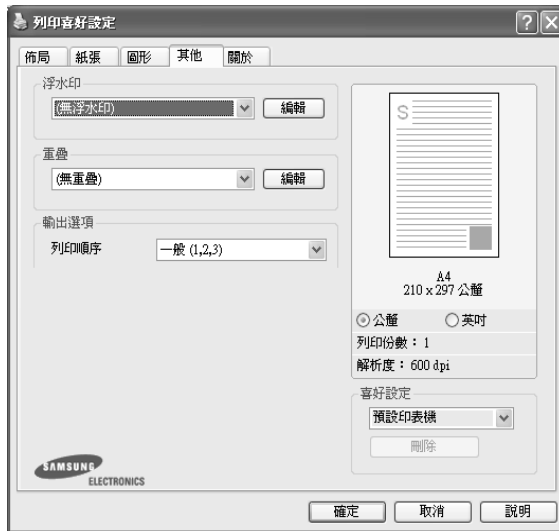 列印喜好設定
佈局 紙張 圖形 其他 關於
浮水印
(無浮水印) 編輯
重疊
(無重疊) 編輯
輸出選項
列印順序 一般 (1,2,3)
S
A4
210 x 297 公釐
公釐 英吋
列印份數：1
解析度：600 dpi
喜好設定
預設印表機
刪除
SAMSUNG
ELECTRONICS
確定 取消 說明